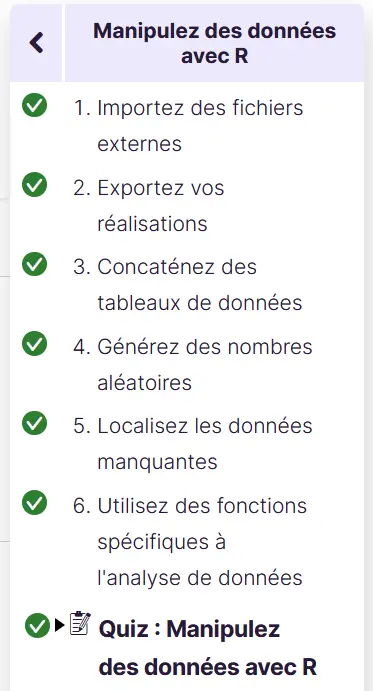 Manipulez des données
avec R
1. Importez des fichiers
externes
2. Exportez vos
réalisations
3. Concaténez des
tableaux de données
4. Générez des nombres
aléatoires
5. Localisez les données
manquantes
6. Utilisez des fonctions
spécifiques à
l'analyse de données
Quiz : Manipulez
des données avec R